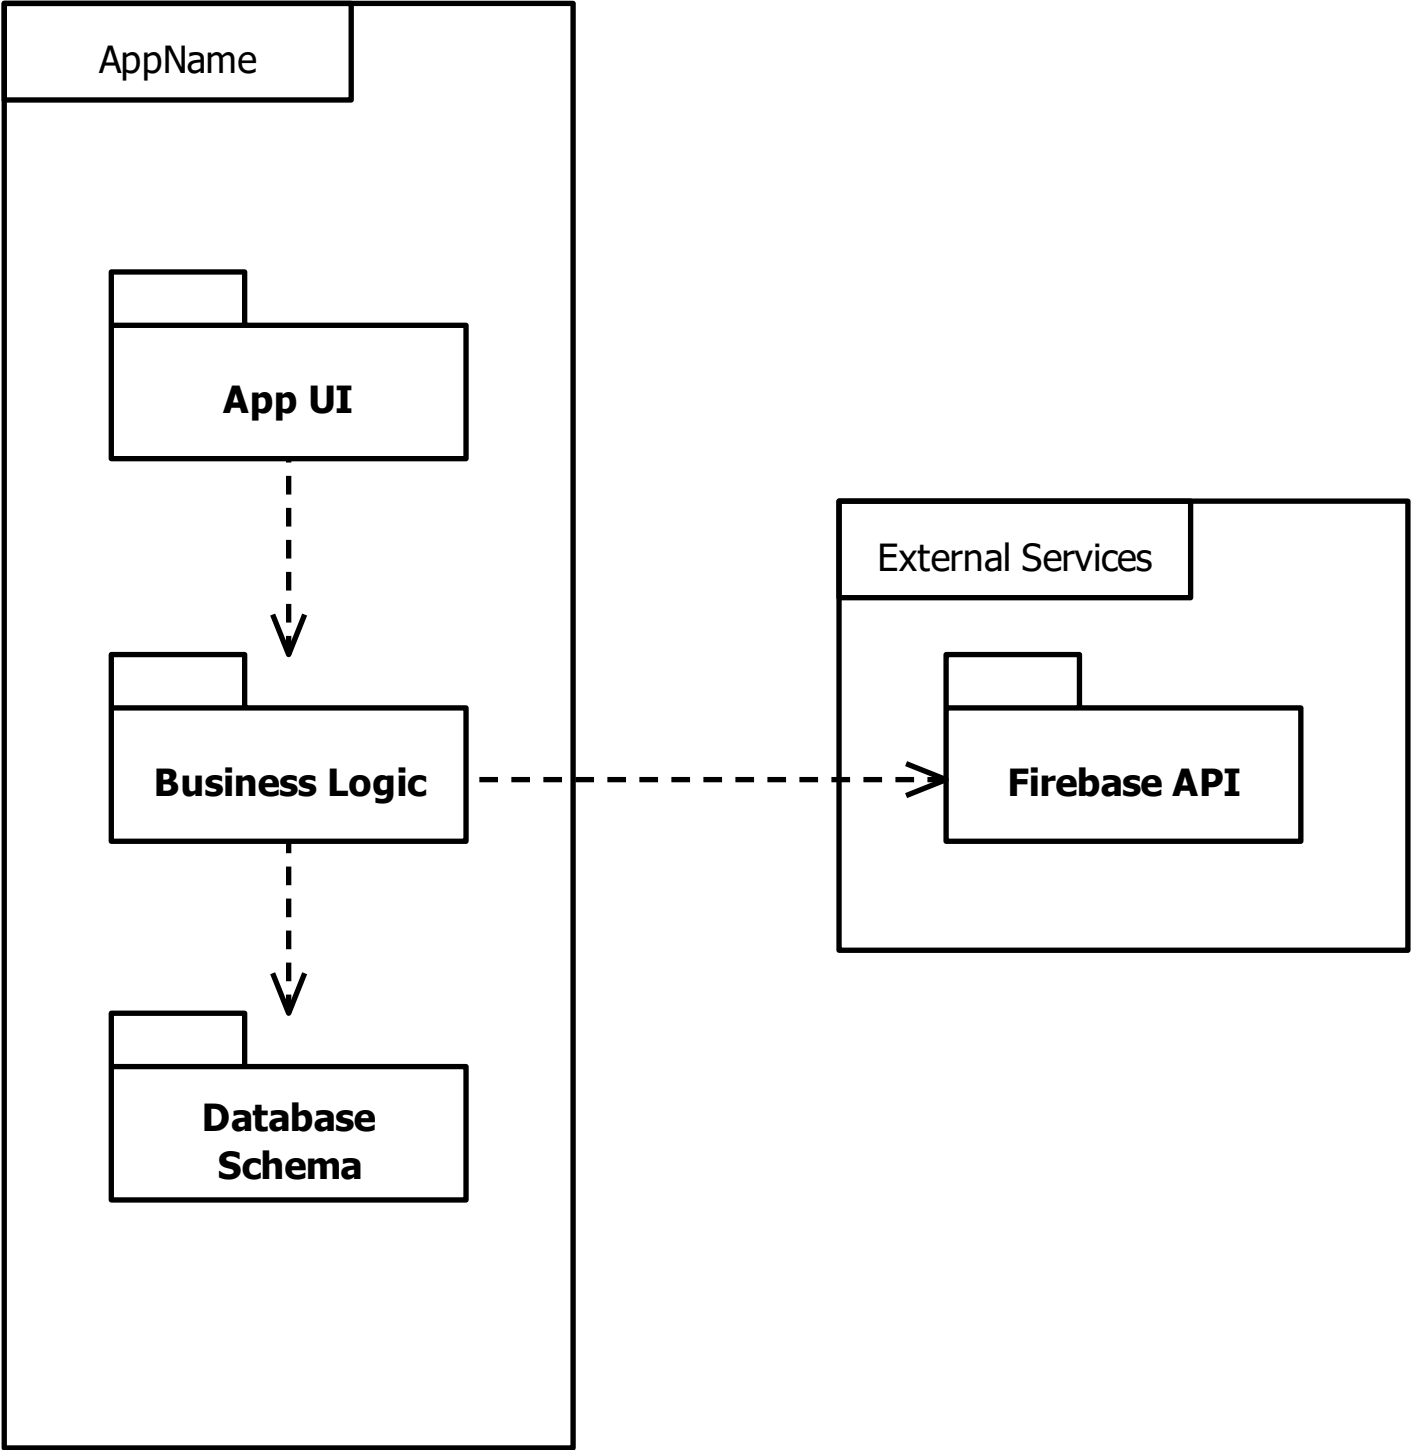 AppName
App UI
External Services
Business Logic
Firebase API
Database
Schema